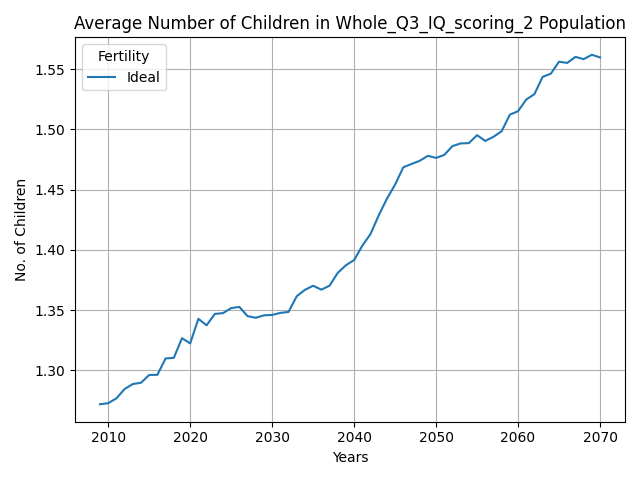 Average Number of Children in Whole_Q3_IQ_scoring_2 Population
Fertility
Ideal
No. of Children
1.55
1.50
1.45
1.40
1.35
1.30
2010 2020 2030 2040 2050 2060 2070
Years